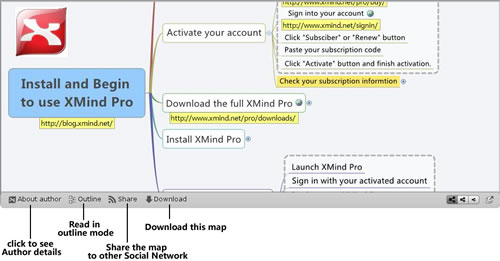 http://www.xmind.net/pro/buy/
Sign into your account
http://www.xmind.net/signin/
Click "Subsciber" or "Renew" button
Paste your subscription code
Click "Activate" button and finish activation.
Activate your account
Check your subscription informtion
Install and Begin
to use XMind Pro
http://blog.xmind.net/
Download the full XMind Pro
http://www.xmind.net/pro/downloads/
Install XMind Pro
Launch XMind Pro
Sign in with your activated account
About author
Outline
Share
Download
click to see
Author details
Read in
outline mode
Share the map
to other Social Network
Download this map